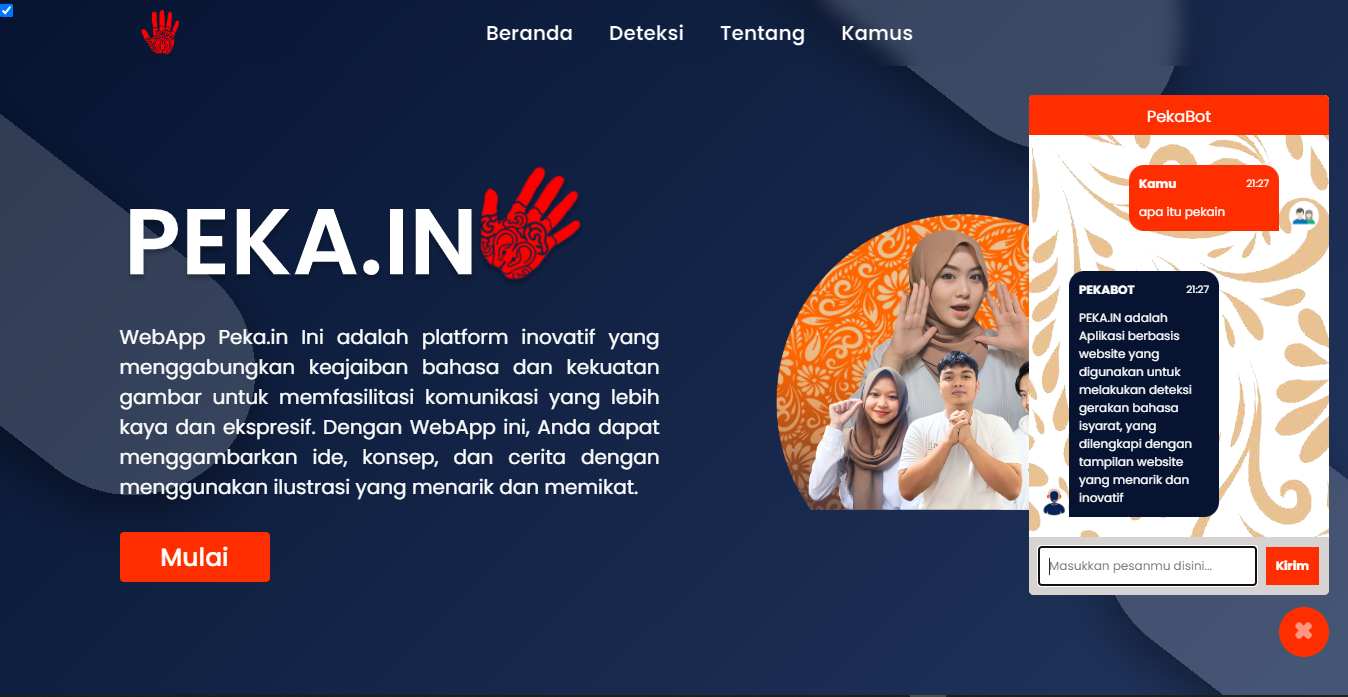 Beranda Deteksi Tentang Kamus
PEKA.IN
WebApp Peka.in Ini adalah platform inovatif yang
menggabungkan keajaiban bahasa dan kekuatan
gambar untuk memfasilitasi komunikasi yang lebih
kaya dan ekspresif. Dengan WebApp ini, Anda dapat
menggambarkan ide, konsep, dan cerita dengan
menggunakan ilustrasi yang menarik dan memikat.
Mulai
PekaBot
Kamu 21:27
apa itu pekain
PEKABOT 21:27
PEKA.IN adalah
Aplikasi berbasis
website yang
digunakan untuk
melakukan deteksi
gerakan bahasa
isyarat, yang
dilengkapi dengan
tampilan website
yang menarik dan
inovatif
Masukkan pesanmu disini...
Kirim